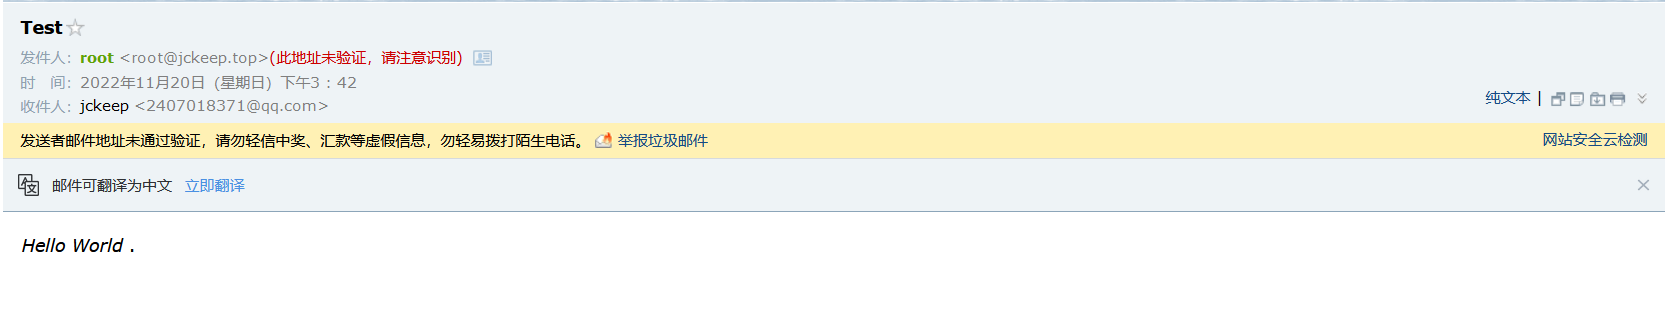 Test
发件人：root <root@jckeep.top>(此地址未验证，请注意识别)
时　间：2022年11月20日（星期日）下午3：42
收件人：jckeep <2407018371@qq.com>
纯文本 |
发送者邮件地址未通过验证，请勿轻信中奖、汇款等虚假信息，勿轻易拨打陌生电话。 举报垃圾邮件 网站安全云检测
邮件可翻译为中文 立即翻译
Hello World .